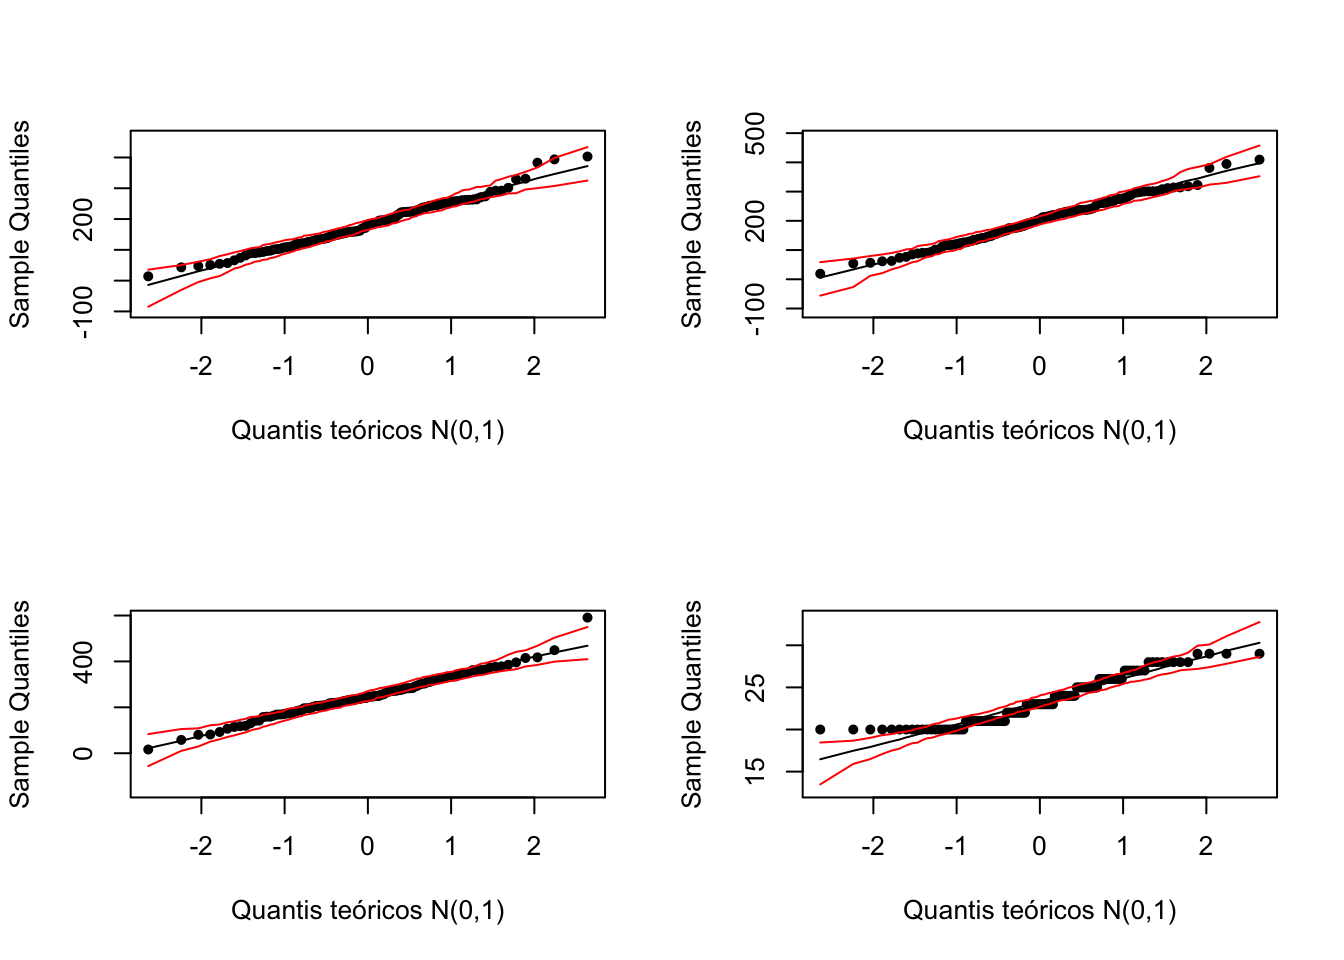 Sample Quantiles
200
-100
-2 -1 0 1 2
Quantis teóricos N(0,1)
Sample Quantiles
500
200
-100
-2 -1 0 1 2
Quantis teóricos N(0,1)
Sample Quantiles
400
0
-2 -1 0 1 2
Quantis teóricos N(0,1)
Sample Quantiles
25
15
-2 -1 0 1 2
Quantis teóricos N(0,1)